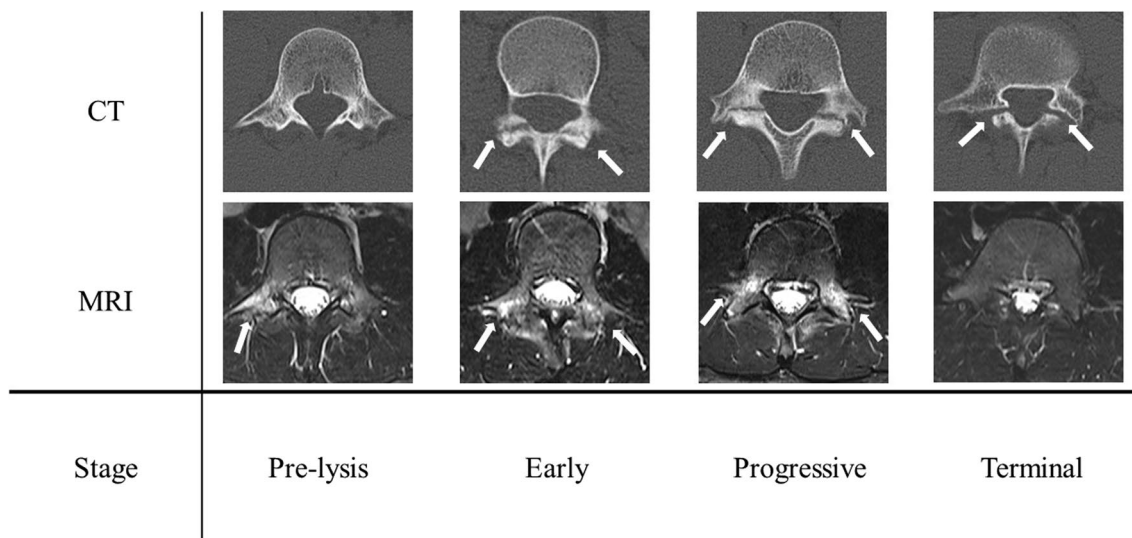 CT
MRI
Stage
Pre-lysis
Early
Progressive
Terminal